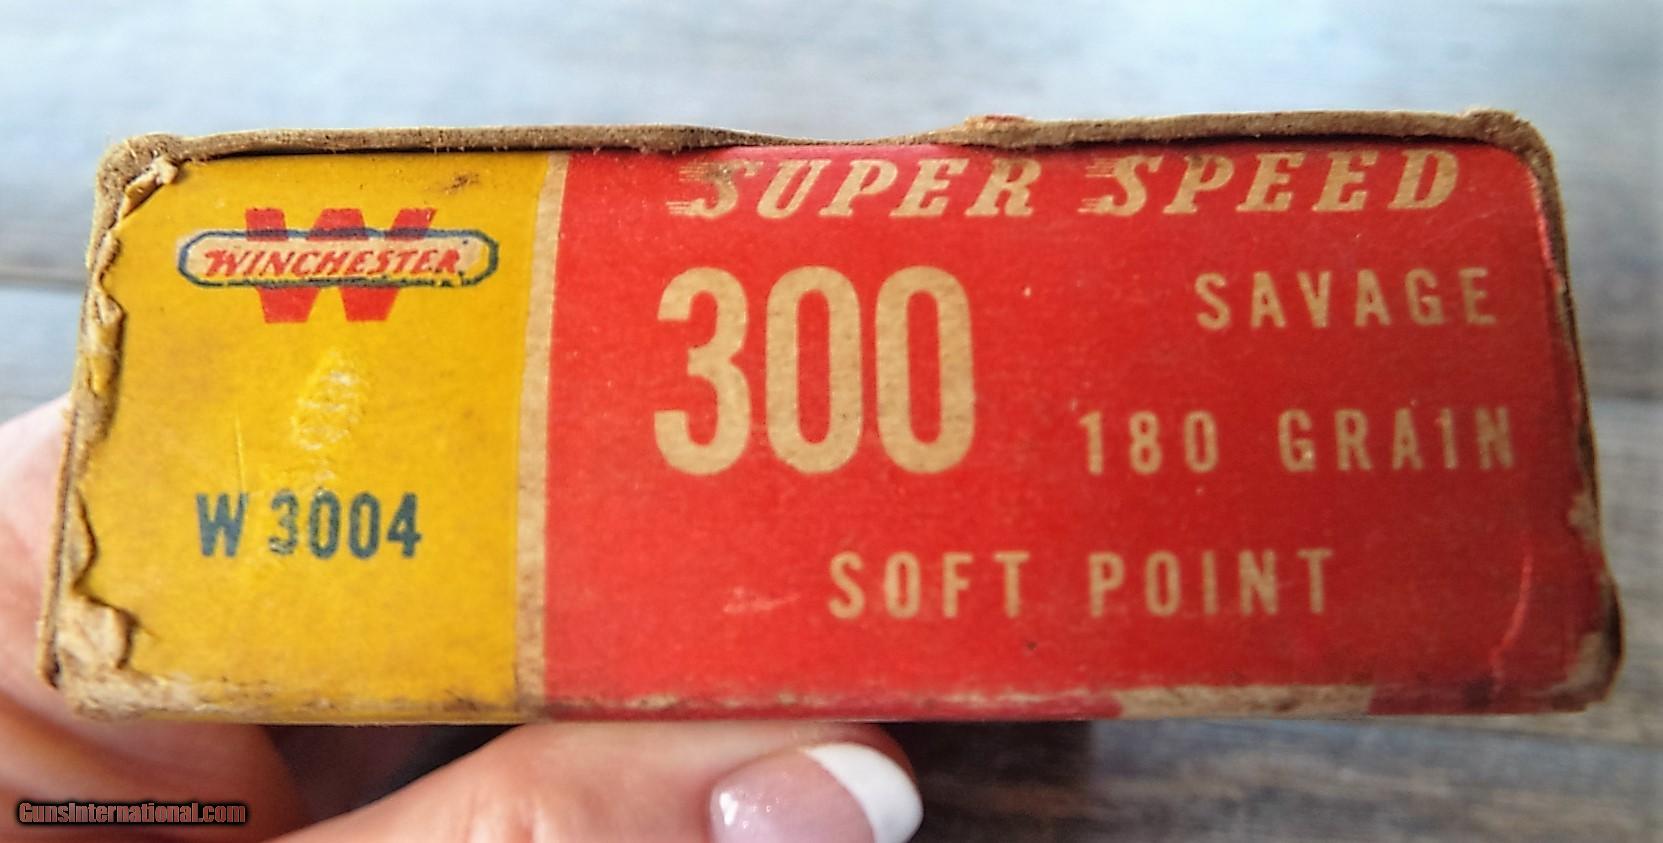 WINCHESTER
W 3004
SUPER SPEED
300 SAVAGE
180 GRAIN
SOFT POINT
GunsInternational.com